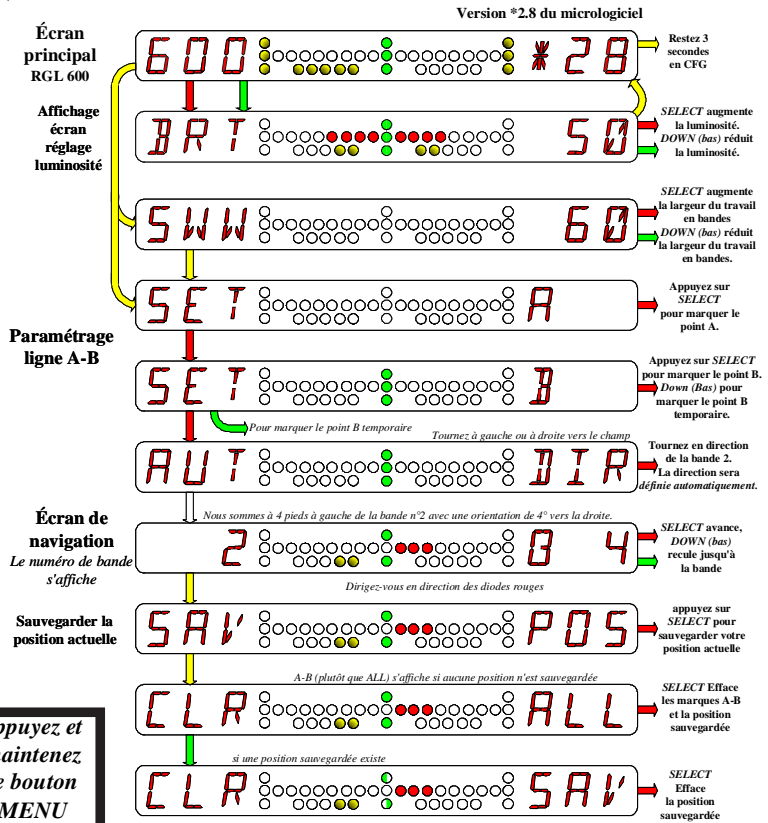 Version *2.8 du micrologiciel
Écran
principal
RGL 600
600
* 28
Restez 3
secondes
en CFG
Affichage
écran
réglage
luminosité
BRT
50
SELECT augmente
la luminosité.
DOWN (bas) réduit
la luminosité.
SWW
60
SELECT augmente
la largeur du travail
en bandes
DOWN (bas) réduit
la largeur du travail
en bandes.
SET
A
Appuyez sur
SELECT
pour marquer le
point A.
Paramétrage
ligne A-B
SET
B
Appuyez sur SELECT
pour marquer le point B.
Down (Bas) pour
marquer le point B
temporaire.
Pour marquer le point B temporaire
Tournez à gauche ou à droite vers le champ
AUT
DIR
Tournez en direction
de la bande 2.
La direction sera
définie automatiquement.
Écran de
navigation
Le numéro de bande
s'affiche
Nous sommes à 4 pieds à gauche de la bande n°2 avec une orientation de 4° vers la droite.
2
4
SELECT avance,
DOWN (bas)
recule jusqu'à
la bande
Dirigez-vous en direction des diodes rouges
Sauvegarder la
position actuelle
SAV
POS
appuyez sur
SELECT pour
sauvegarder votre
position actuelle
A-B (plutôt que ALL) s'affiche si aucune position n'est sauvegardée
CLR
ALL
SELECT Efface
les marques A-B
et la position
sauvegardée
si une position sauvegardée existe
CLR
SAV
SELECT
Efface
la position
sauvegardée
ppuyez et
naintenez
e bouton
MENU